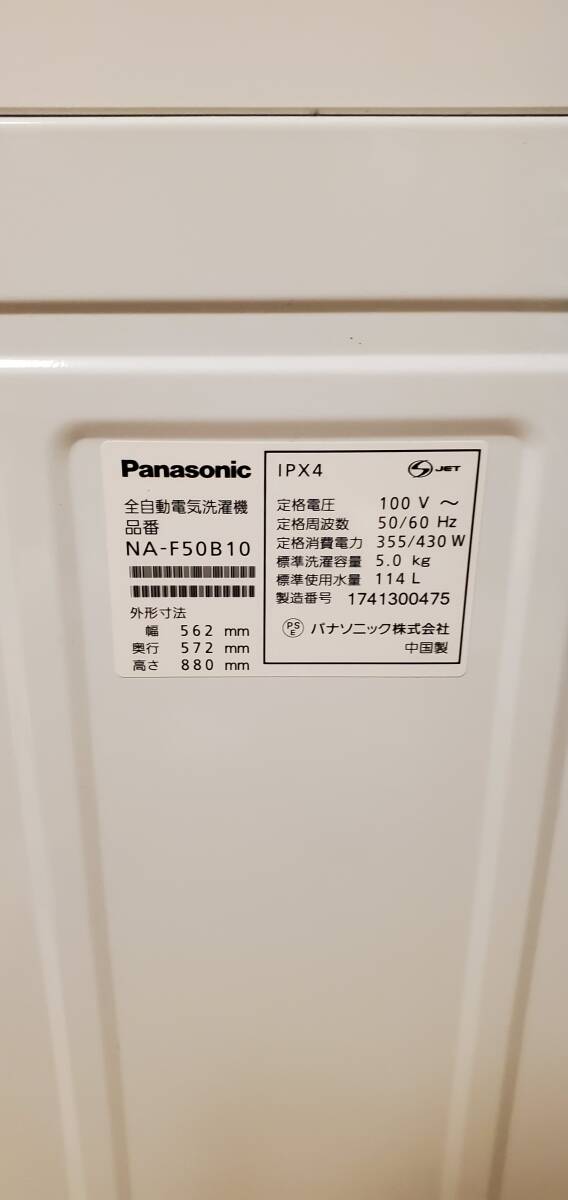 Panasonic
全自動電気洗濯機
品番
NA-F50B10
外形寸法
幅 562 mm
奥行 572 mm
高さ 880 mm
IPX4
S JET
定格電圧 100 V ～
定格周波数 50/60 Hz
定格消費電力 355/430 W
標準洗濯容量 5.0 kg
標準使用水量 114 L
製造番号 1741300475
PSE パナソニック株式会社
中国製